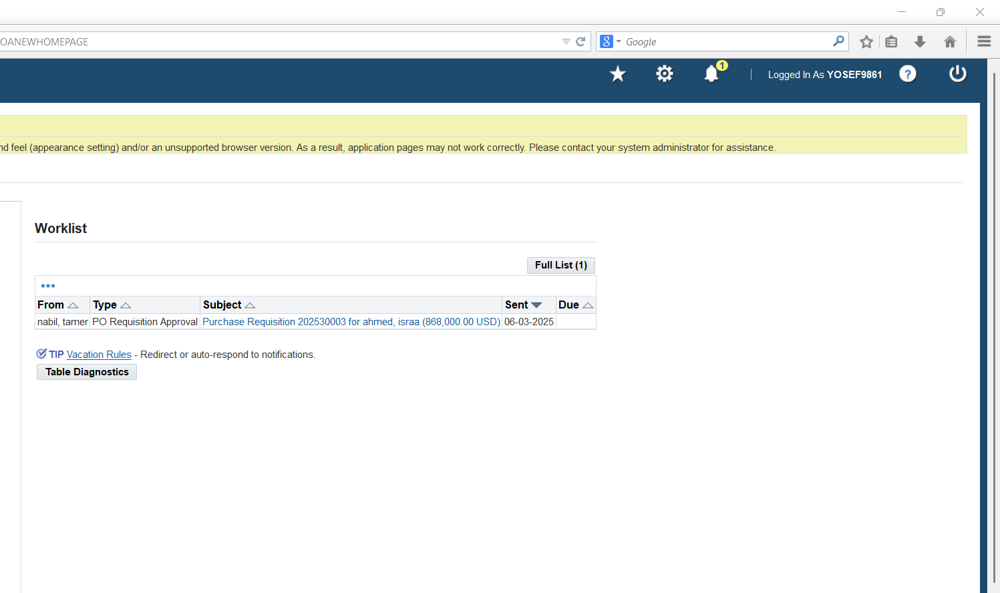 OANEWHOMEPAGE
8 Google
1
Logged In As YOSEF9861 ?
nd feel (appearance setting) and/or an unsupported browser version. As a result, application pages may not work correctly. Please contact your system administrator for assistance.
Worklist
Full List (1)
From Type Subject Sent Due
nabil, tamer PO Requisition Approval Purchase Requisition 202530003 for ahmed, israa (868,000.00 USD) 06-03-2025
TIP Vacation Rules - Redirect or auto-respond to notifications.
Table Diagnostics